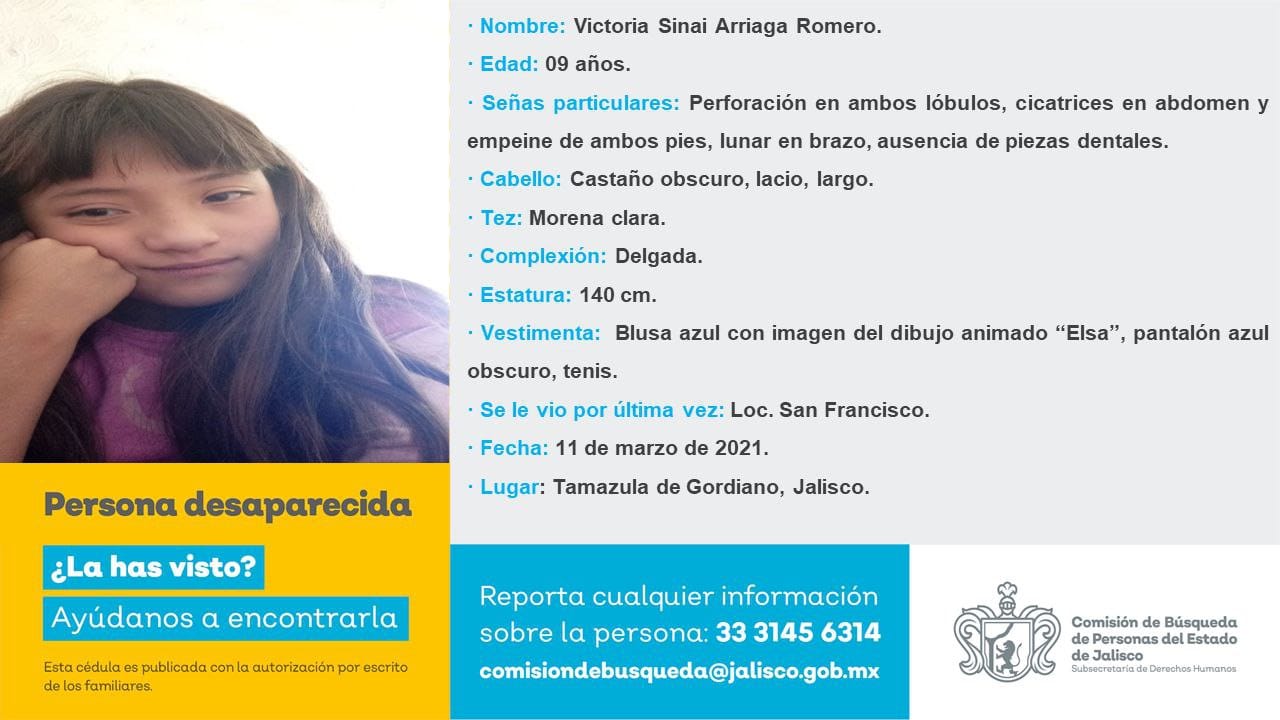 · Nombre: Victoria Sinai Arriaga Romero.
· Edad: 09 años.
· Señas particulares: Perforación en ambos lóbulos, cicatrices en abdomen y
empeine de ambos pies, lunar en brazo, ausencia de piezas dentales.
· Cabello: Castaño obscuro, lacio, largo.
· Tez: Morena clara.
· Complexión: Delgada.
· Estatura: 140 cm.
· Vestimenta: Blusa azul con imagen del dibujo animado “Elsa”, pantalón azul
obscuro, tenis.
· Se le vio por última vez: Loc. San Francisco.
· Fecha: 11 de marzo de 2021.
· Lugar: Tamazula de Gordiano, Jalisco.
Persona desaparecida
¿La has visto?
Ayúdanos a encontrarla
Esta cédula es publicada con la autorización por escrito
de los familiares.
Reporta cualquier información
sobre la persona: 33 3145 6314
comisiondebusqueda@jalisco.gob.mx
Comisión de Búsqueda
de Personas del Estado
de Jalisco
Subsecretaría de Derechos Humanos